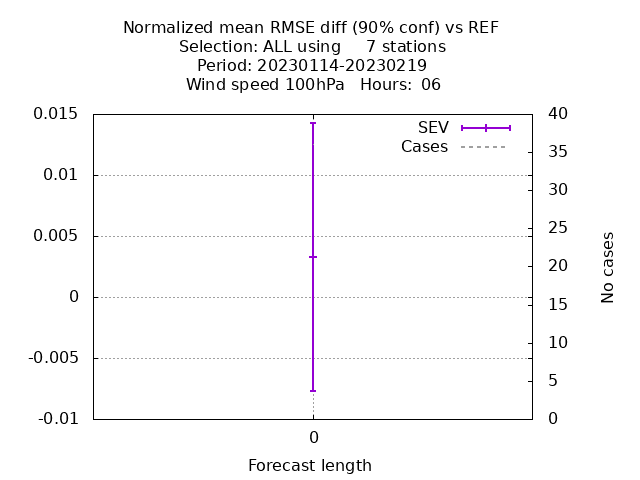 Normalized mean RMSE diff (90% conf) vs REF
Selection: ALL using     7 stations
Period: 20230114-20230219
Wind speed 100hPa   Hours:  06
0.015
0.01
0.005
0
-0.005
-0.01
SEV
Cases
40
35
30
25
20
15
10
5
0
No cases
0
Forecast length